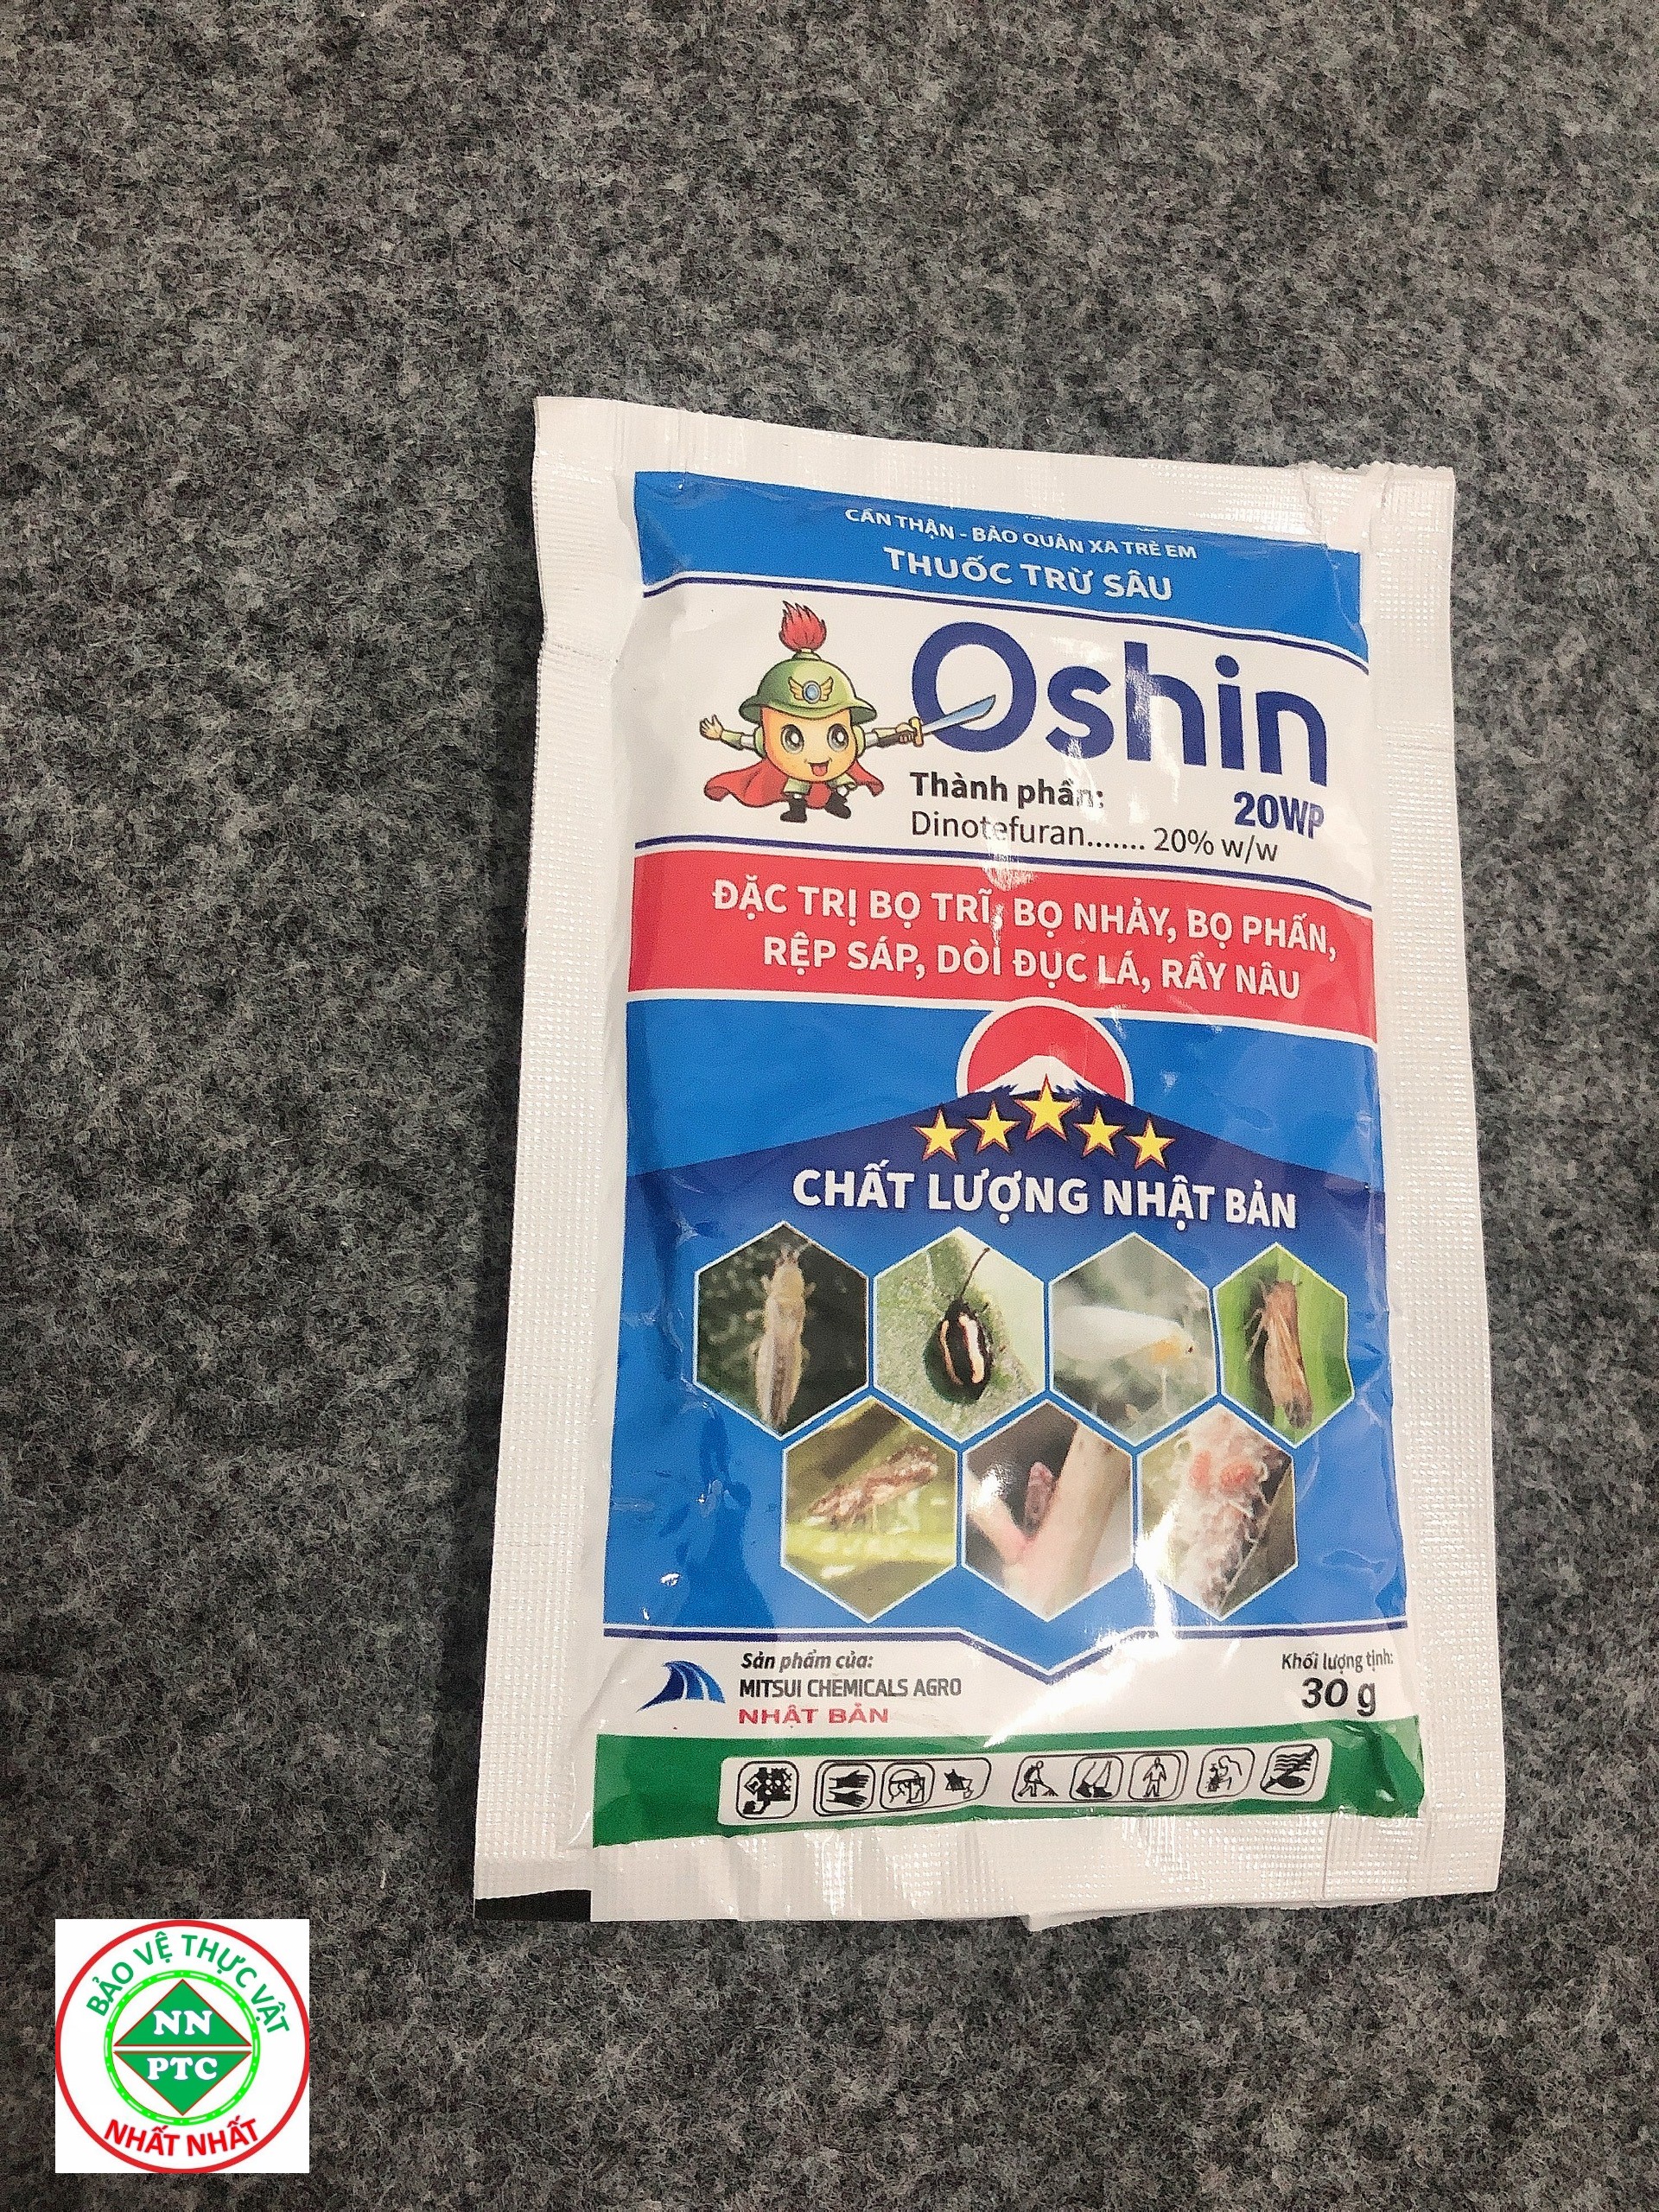 CẨN THẬN - BẢO QUẢN XA TRẺ EM
THUỐC TRỪ SÂU
Oshin
20WP
Thành phần:
Dinotefuran....... 20% w/w
ĐẶC TRỊ BỌ TRĨ, BỌ NHẢY, BỌ PHẤN,
RỆP SÁP, DÒI ĐỤC LÁ, RẦY NÂU
CHẤT LƯỢNG NHẬT BẢN
Sản phẩm của:
MITSUI CHEMICALS AGRO
NHẬT BẢN
Khối lượng tịnh:
30 g
BẢO VỆ THỰC VẬT
NN
PTC
NHẤT NHẤT